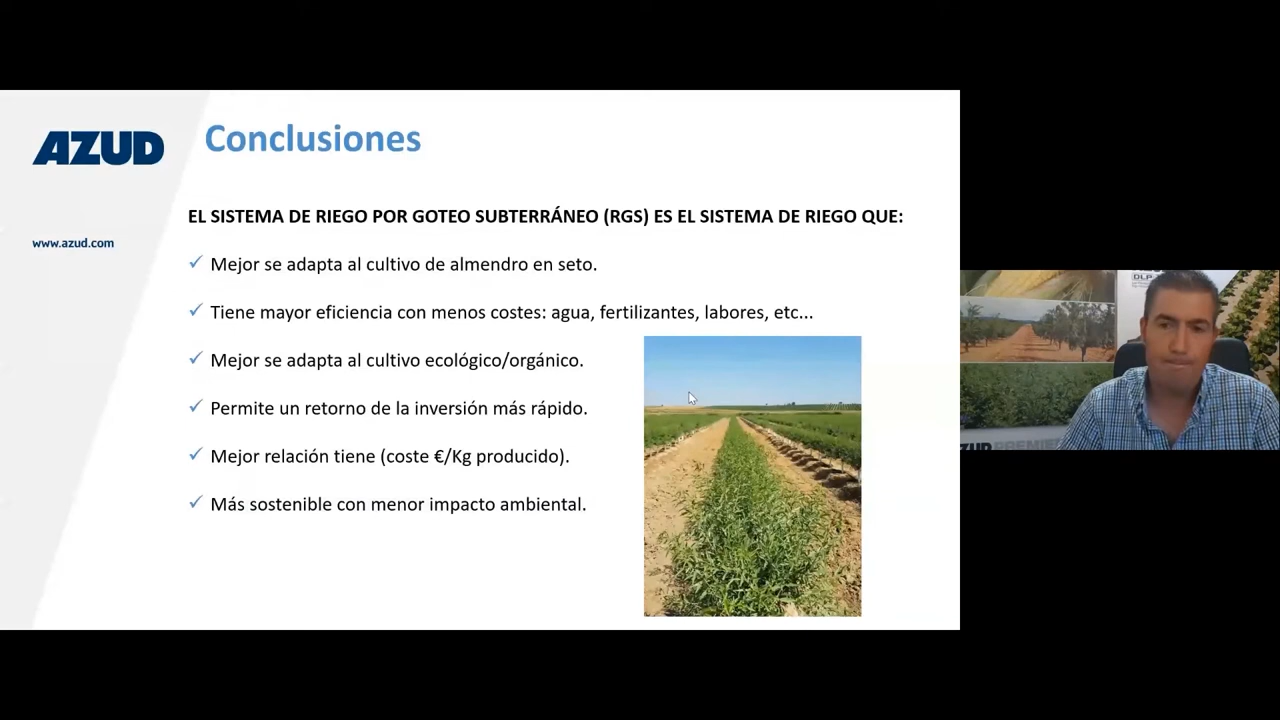 AZUD
Conclusiones
EL SISTEMA DE RIEGO POR GOTEO SUBTERRÁNEO (RGS) ES EL SISTEMA DE RIEGO QUE:
www.azud.com
Mejor se adapta al cultivo de almendro en seto.
Tiene mayor eficiencia con menos costes: agua, fertilizantes, labores, etc...
Mejor se adapta al cultivo ecológico/orgánico.
Permite un retorno de la inversión más rápido.
Mejor relación tiene (coste €/Kg producido).
Más sostenible con menor impacto ambiental.